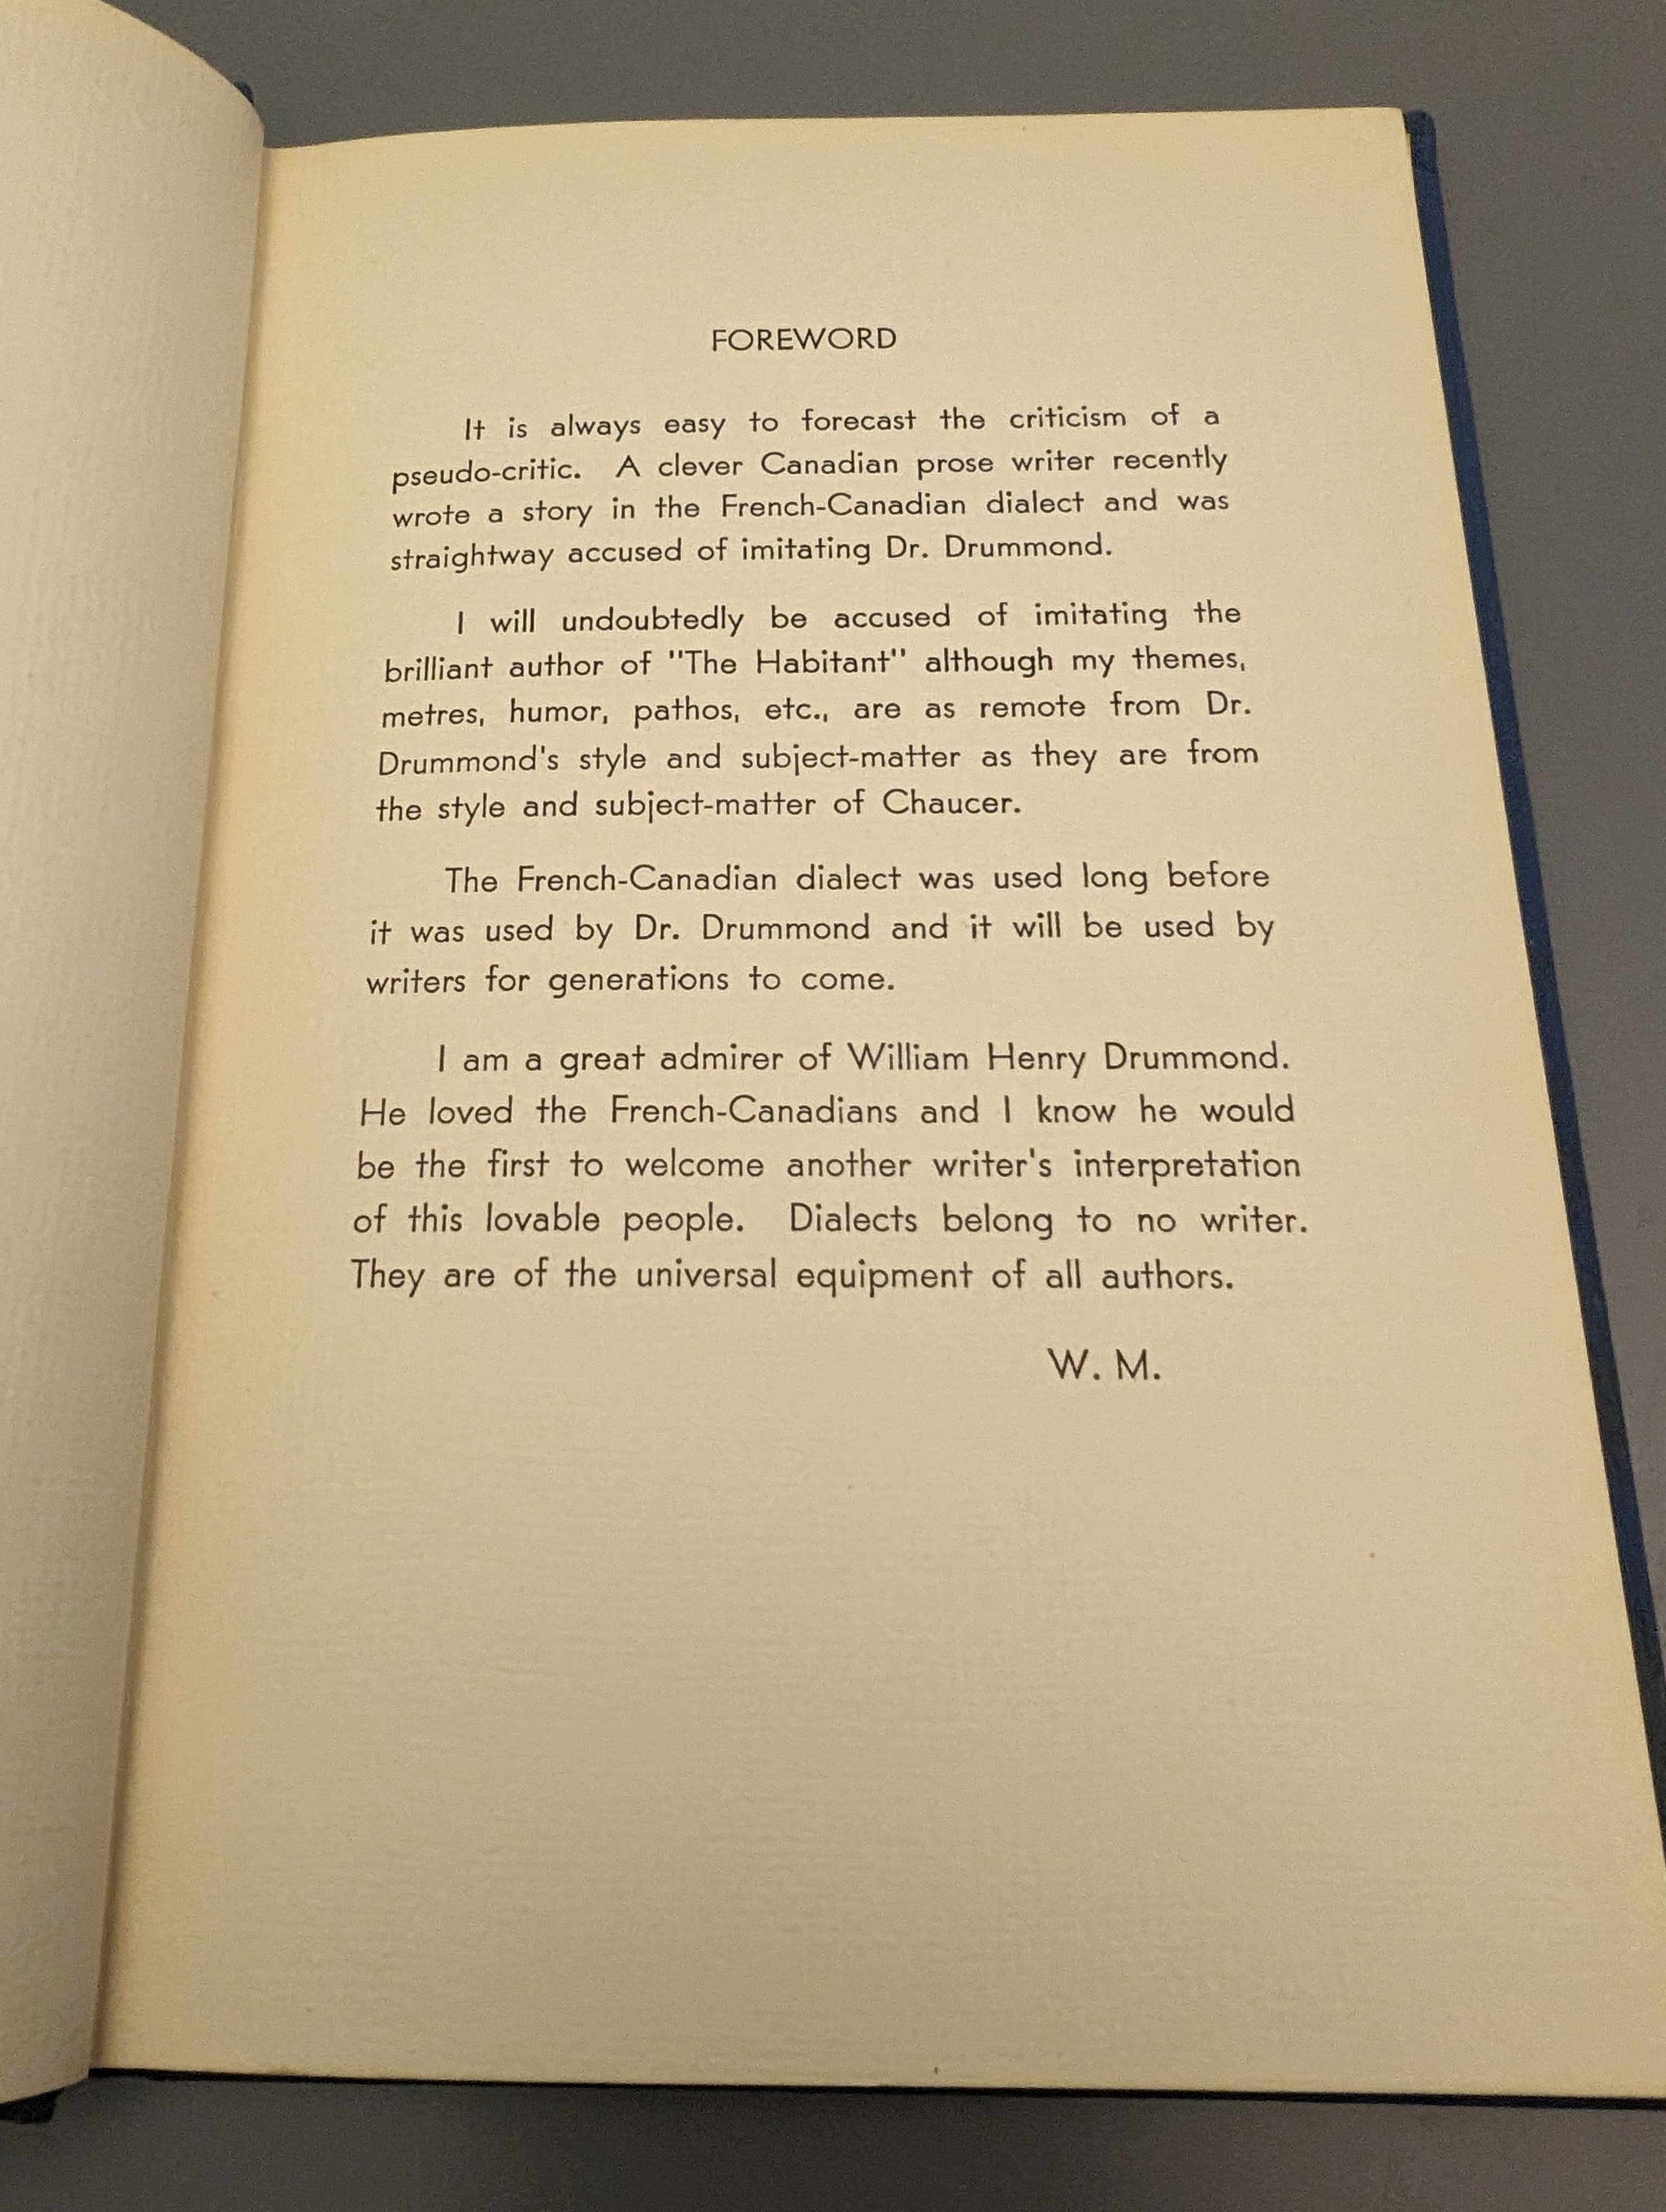 FOREWORD
It is always easy to forecast the criticism of a
pseudo-critic. A clever Canadian prose writer recently
wrote a story in the French-Canadian dialect and was
straightway accused of imitating Dr. Drummond.
I will undoubtedly be accused of imitating the
brilliant author of "The Habitant" although my themes,
metres, humor, pathos, etc., are as remote from Dr.
Drummond's style and subject-matter as they are from
the style and subject-matter of Chaucer.
The French-Canadian dialect was used long before
it was used by Dr. Drummond and it will be used by
writers for generations to come.
I am a great admirer of William Henry Drummond.
He loved the French-Canadians and I know he would
be the first to welcome another writer's interpretation
of this lovable people. Dialects belong to no writer.
They are of the universal equipment of all authors.
W. M.